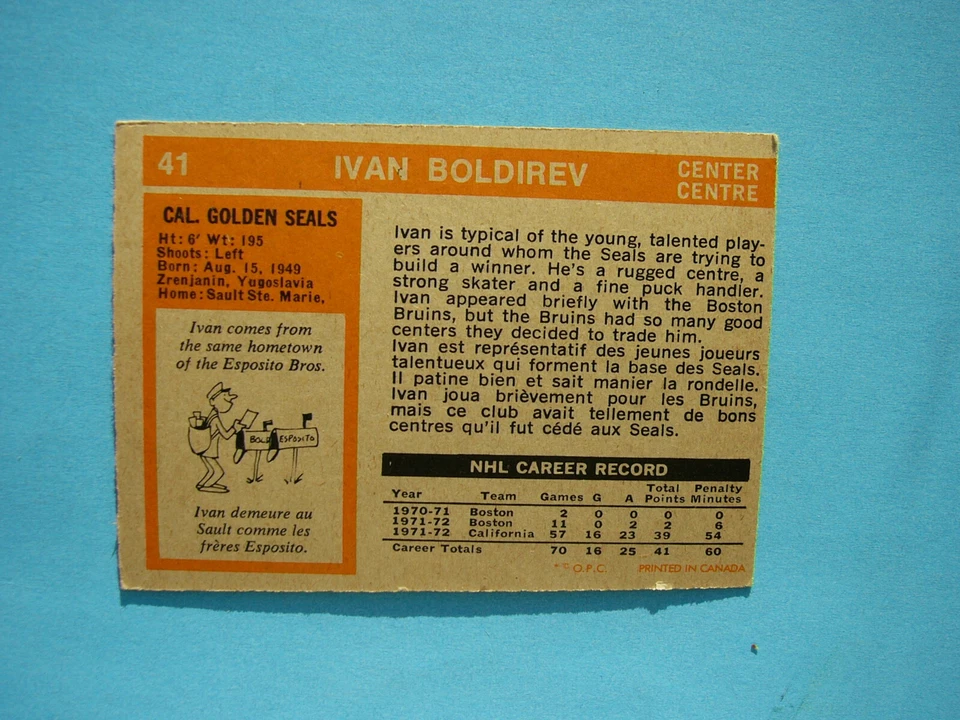 41 IVAN BOLDIREV CENTER
CENTRE
CAL. GOLDEN SEALS
Ht: 6' Wt: 195
Shoots: Left
Born: Aug. 15, 1949
Zrenjanin, Yugoslavia
Home: Sault Ste. Marie,
Ivan comes from
the same hometown
of the Esposito Bros.
BOLD ESPOSITO
Ivan demeure au
Sault comme les
frères Esposito.
Ivan is typical of the young, talented play-
ers around whom the Seals are trying to
build a winner. He's a rugged centre, a
strong skater and a fine puck handler.
Ivan appeared briefly with the Boston
Bruins, but the Bruins had so many good
centers they decided to trade him.
Ivan est représentatif des jeunes joueurs
talentueux qui forment la base des Seals.
Il patine bien et sait manier la rondelle.
Ivan joua brièvement pour les Bruins,
mais ce club avait tellement de bons
centres qu'il fut cédé aux Seals.
NHL CAREER RECORD
Year Team Games G A Total Points Penalty Minutes
1970-71 Boston 2 0 0 0 0
1971-72 Boston 11 0 2 2 6
1971-72 California 57 16 23 39 54
Career Totals 70 16 25 41 60
O.P.C. PRINTED IN CANADA